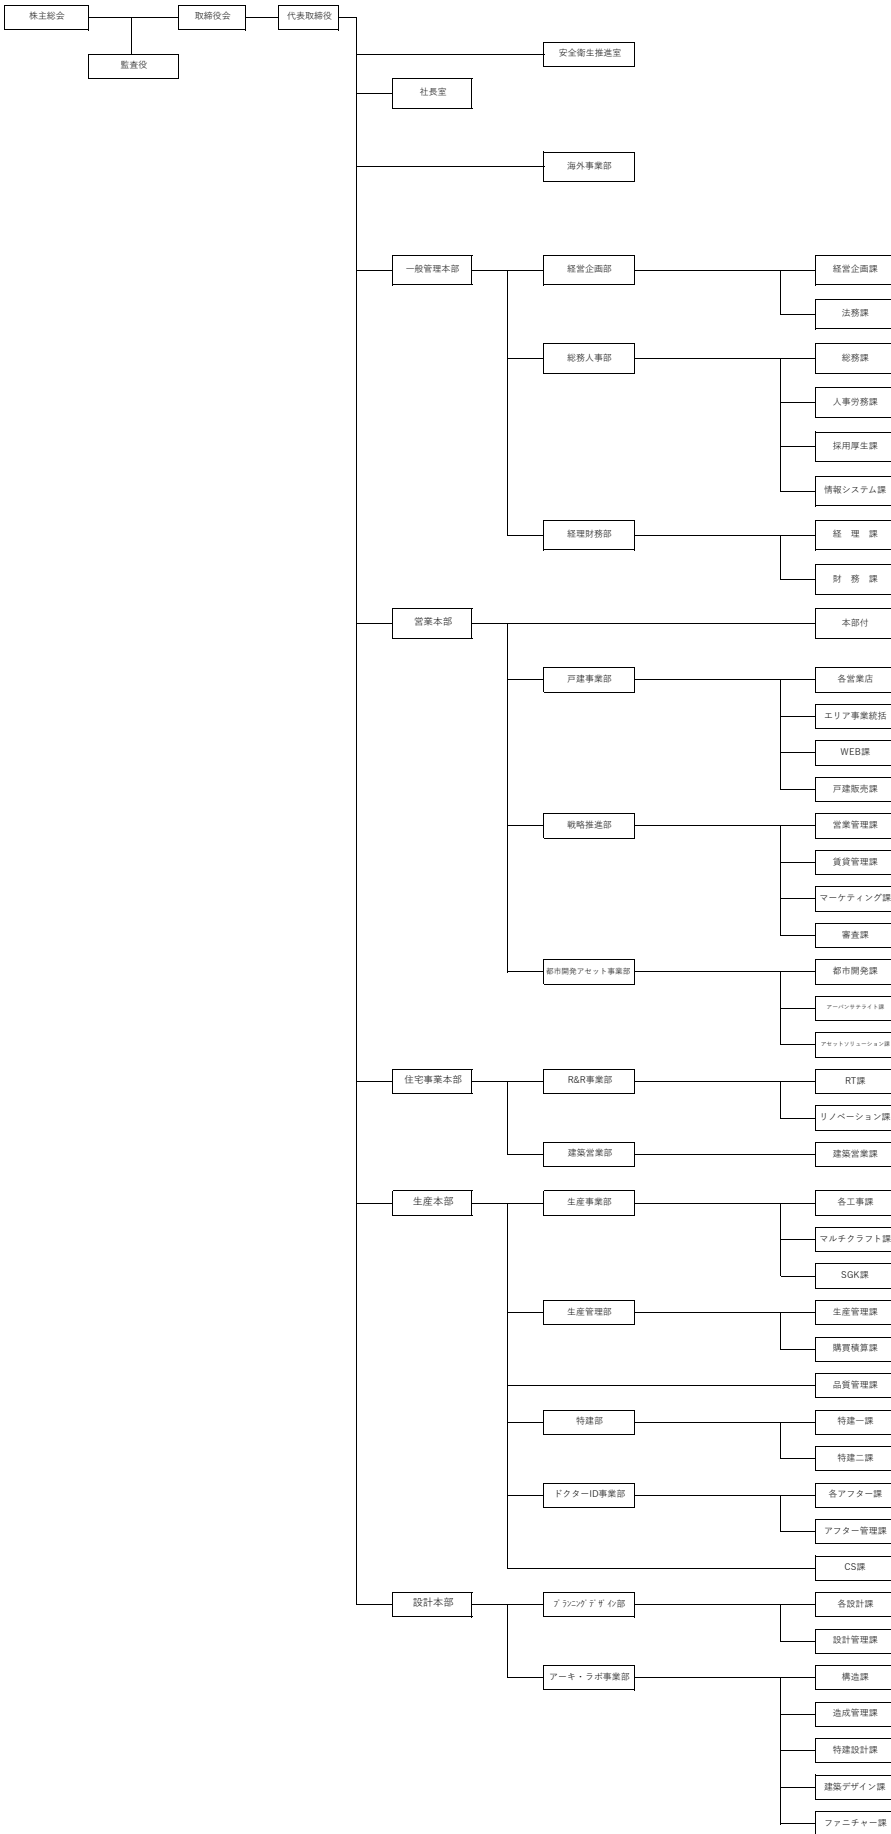 株主総会
取締役会
代表取締役
監査役
安全衛生推進室
社長室
海外事業部
一般管理本部
経営企画部
経営企画課
法務課
総務人事部
総務課
人事労務課
採用厚生課
情報システム課
経理財務部
経 理 課
財 務 課
営業本部
本部付
戸建事業部
各営業店
エリア事業統括
WEB課
戸建販売課
戦略推進部
営業管理課
賃貸管理課
マーケティング課
審査課
都市開発アセット事業部
都市開発課
アーバンサテライト課
アセットソリューション課
住宅事業本部
R&R事業部
RT課
リノベーション課
建築営業部
建築営業課
生産本部
生産事業部
各工事課
マルチクラフト課
SGK課
生産管理部
生産管理課
購買積算課
品質管理課
特建部
特建一課
特建二課
ドクターID事業部
各アフター課
アフター管理課
CS課
設計本部
プランニングデザイン部
各設計課
設計管理課
アーキ・ラボ事業部
構造課
造成管理課
特建設計課
建築デザイン課
ファニチャー課